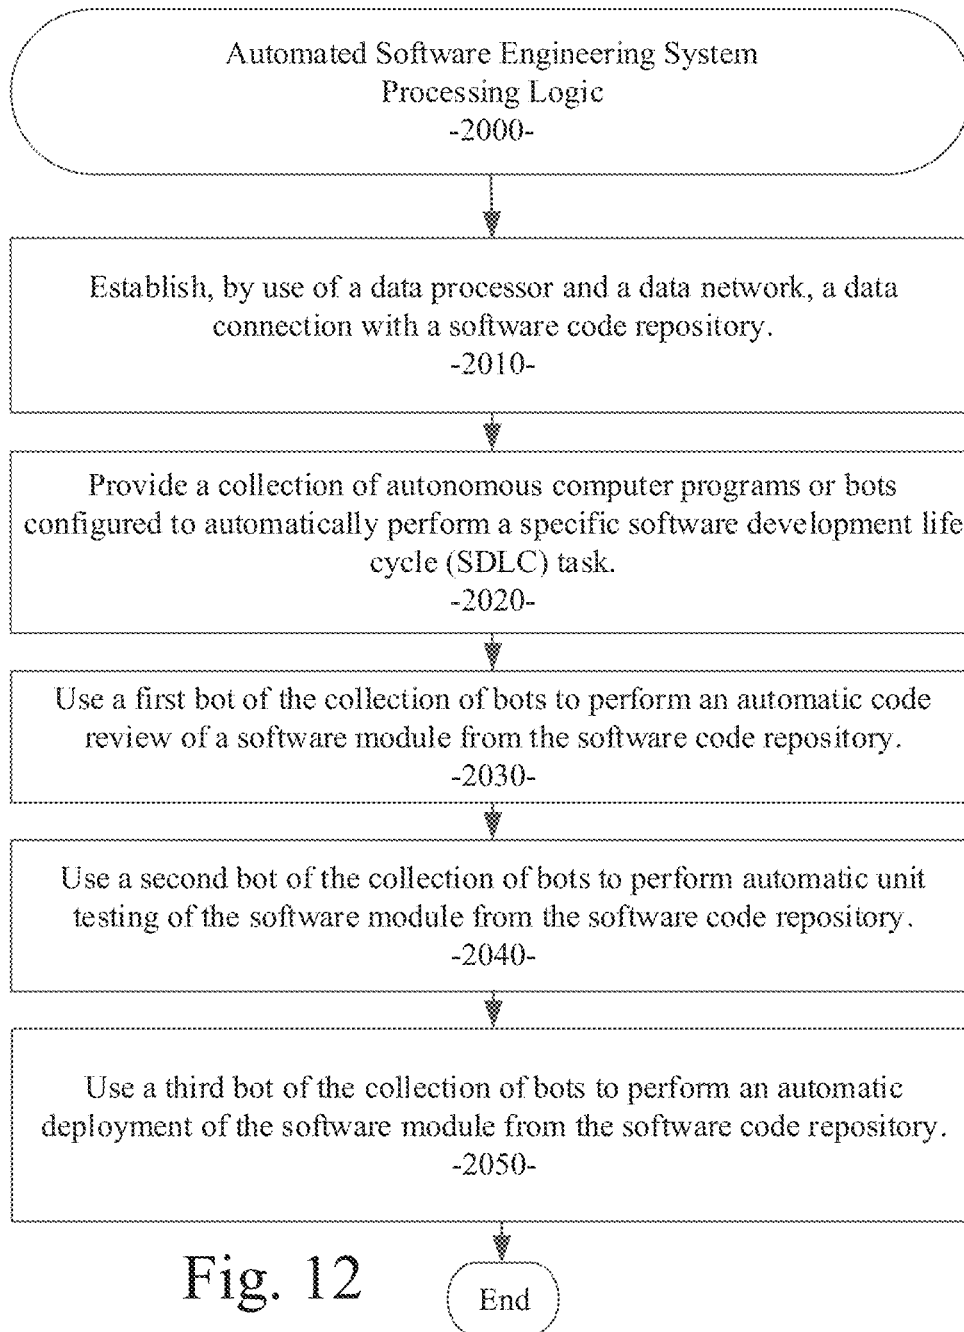 Automated Software Engineering System
Processing Logic
-2000-
Establish, by use of a data processor and a data network, a data
connection with a software code repository.
-2010-
Provide a collection of autonomous computer programs or bots
configured to automatically perform a specific software development life
cycle (SDLC) task.
-2020-
Use a first bot of the collection of bots to perform an automatic code
review of a software module from the software code repository.
-2030-
Use a second bot of the collection of bots to perform automatic unit
testing of the software module from the software code repository.
-2040-
Use a third bot of the collection of bots to perform an automatic
deployment of the software module from the software code repository.
-2050-
Fig. 12
End